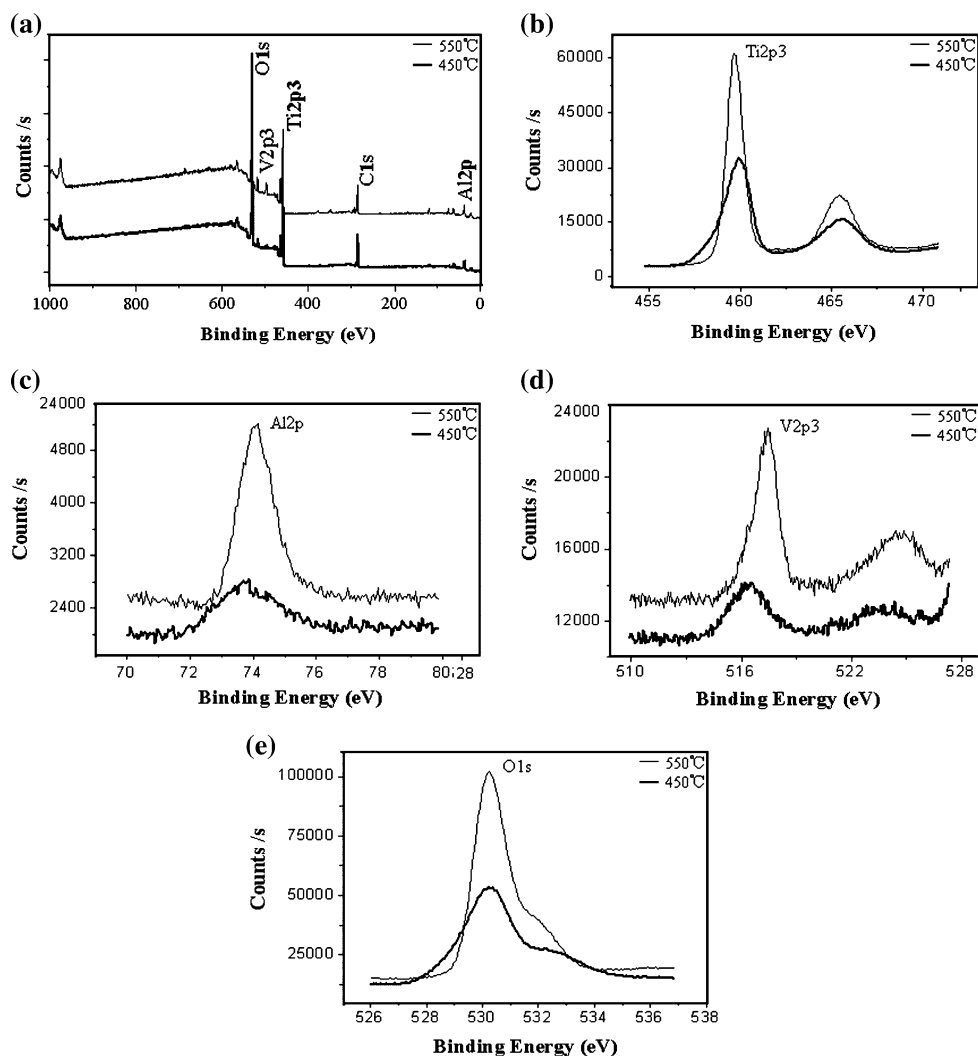 (a)
550℃
450℃
O1s
V2p3
Ti2p3
C1s
Al2p
Counts /s
1000 800 600 400 200 0
Binding Energy (eV)
(b)
550℃
450℃
Ti2p3
60000
45000
30000
15000
0
Counts /s
455 460 465 470
Binding Energy (eV)
(c)
550℃
450℃
Al2p
24000
4800
4000
3200
2400
Counts /s
70 72 74 76 78 80 528
Binding Energy (eV)
(d)
550℃
450℃
V2p3
24000
20000
16000
12000
Counts /s
510 516 522 528
Binding Energy (eV)
(e)
550℃
450℃
O1s
100000
75000
50000
25000
Counts /s
526 528 530 532 534 536 538
Binding Energy (eV)